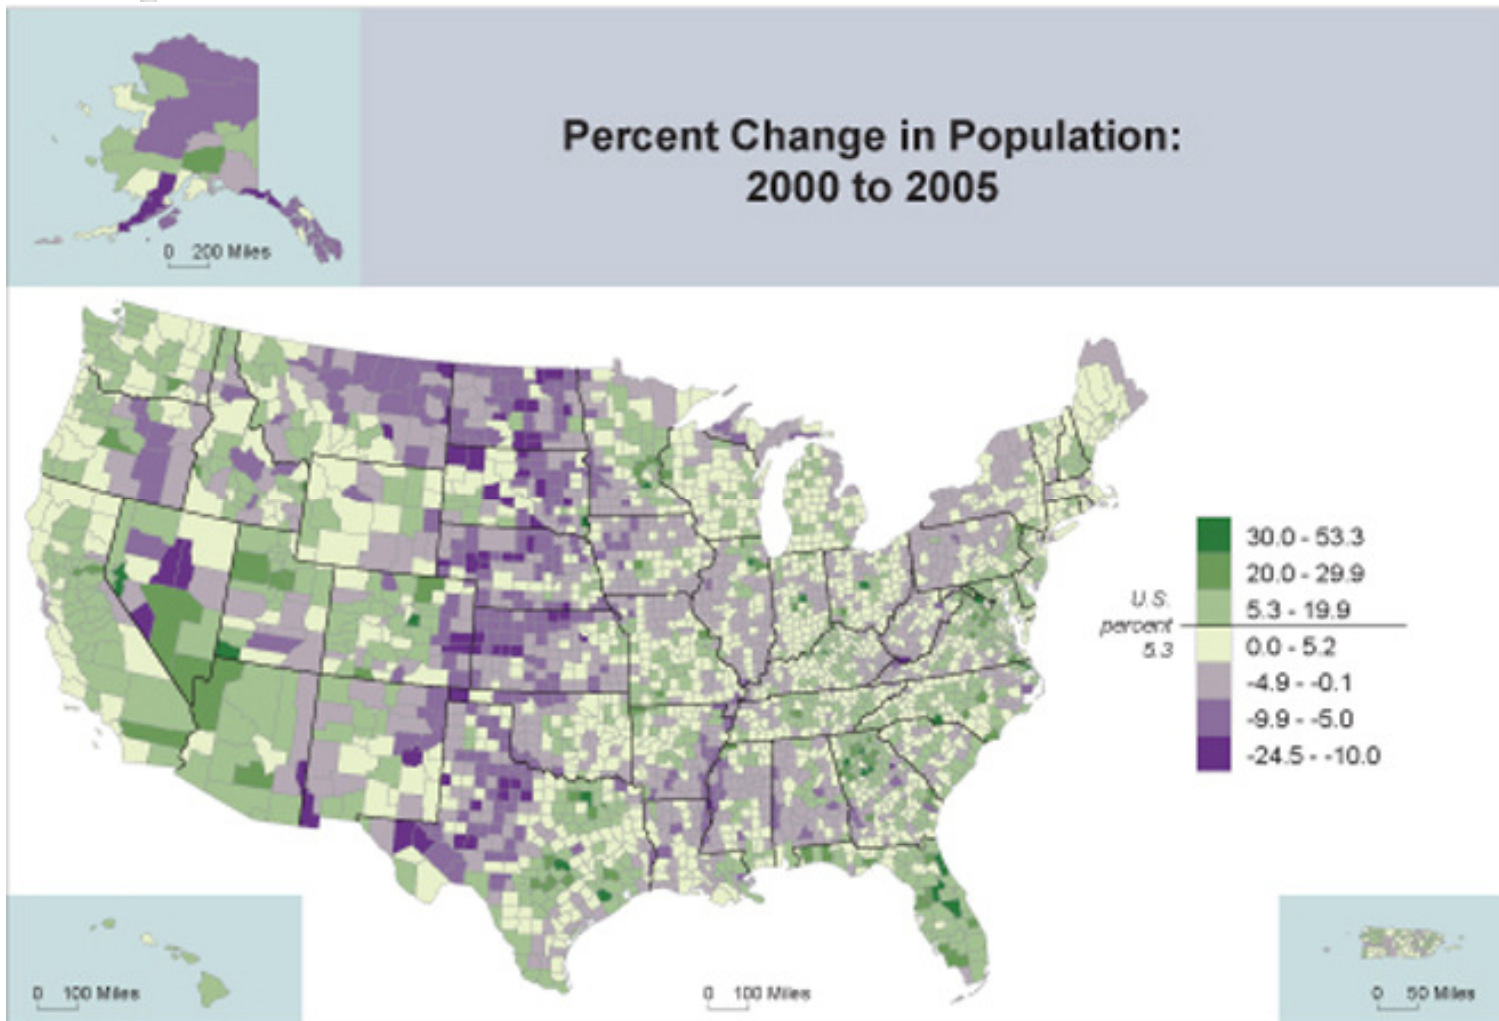 Percent Change in Population:
2000 to 2005
0 200 Miles
30.0 - 53.3
20.0 - 29.9
5.3 - 19.9
0.0 - 5.2
-4.9 - -0.1
-9.9 - -5.0
-24.5 - -10.0
U.S.
percent
5.3
0 100 Miles
0 100 Miles
0 50 Miles